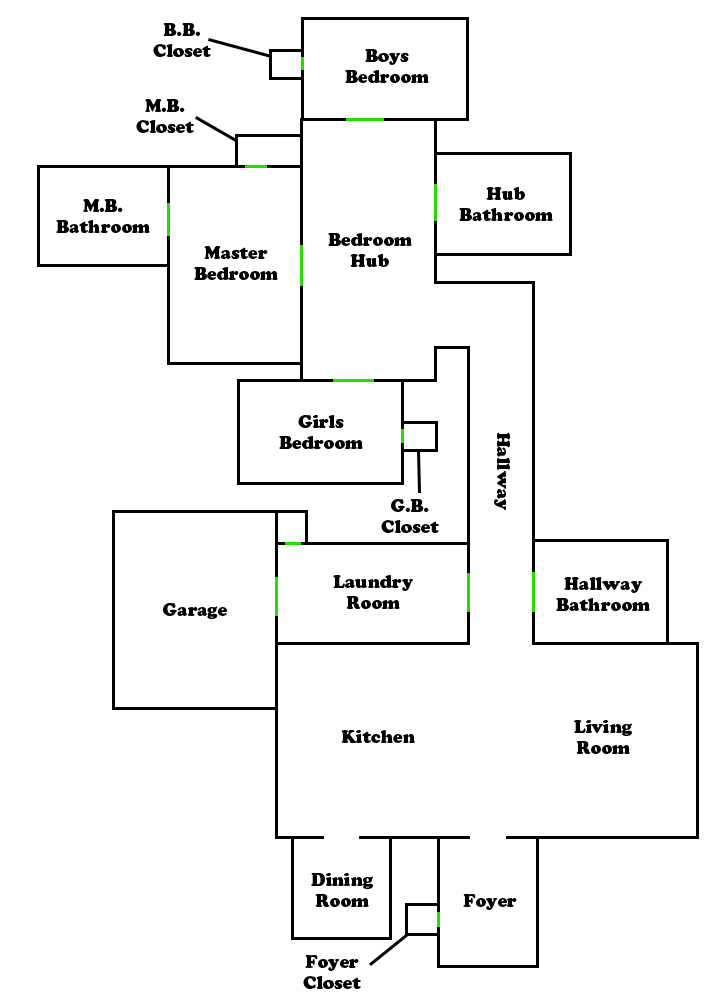 B.B.
Closet
Boys
Bedroom
M.B.
Closet
M.B.
Bathroom
Master
Bedroom
Bedroom
Hub
Hub
Bathroom
Girls
Bedroom
Hallway
G.B.
Closet
Garage
Laundry
Room
Hallway
Bathroom
Kitchen
Living
Room
Dining
Room
Foyer
Foyer
Closet